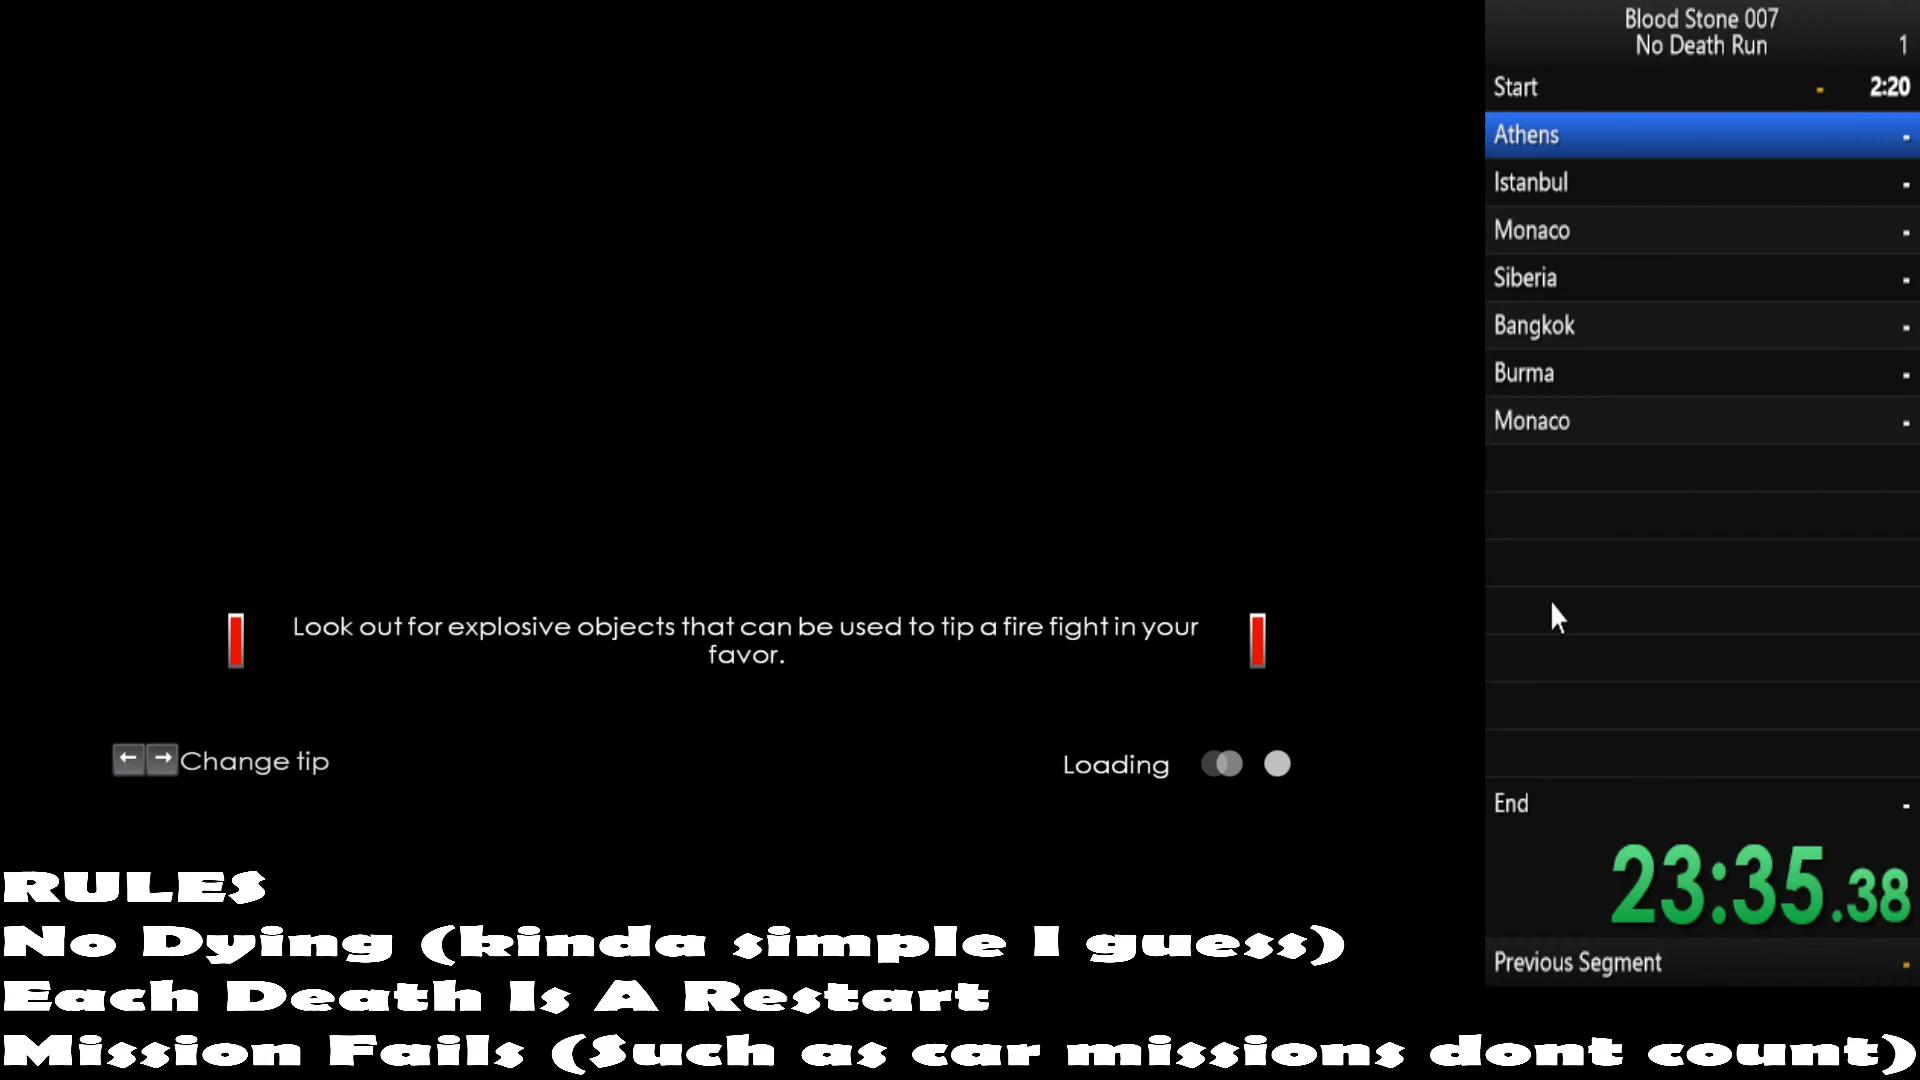 Blood Stone 007
No Death Run 1
Start - 2:20
Athens -
Istanbul -
Monaco -
Siberia -
Bangkok -
Burma -
Monaco -
End -
23:35.38
Previous Segment -
Look out for explosive objects that can be used to tip a fire fight in your
favor.
← → Change tip
Loading
RULES
No Dying (kinda simple I guess)
Each Death Is A Restart
Mission Fails (Such as car missions dont count)